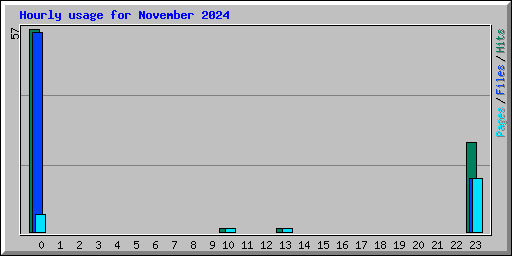 Hourly usage for November 2024
57
Pages/Files/Hits
0 1 2 3 4 5 6 7 8 9 10 11 12 13 14 15 16 17 18 19 20 21 22 23